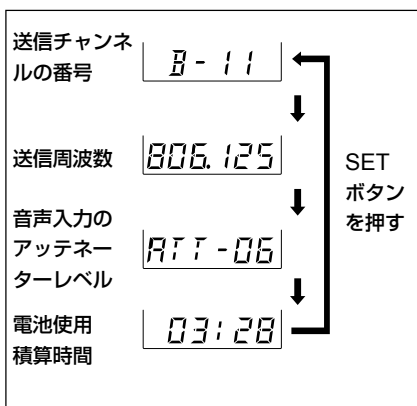 送信チャンネ
ルの番号
B-11
送信周波数
806.125
音声入力の
アッテネー
ターレベル
ATT-06
電池使用
積算時間
03:28
SET
ボタン
を押す